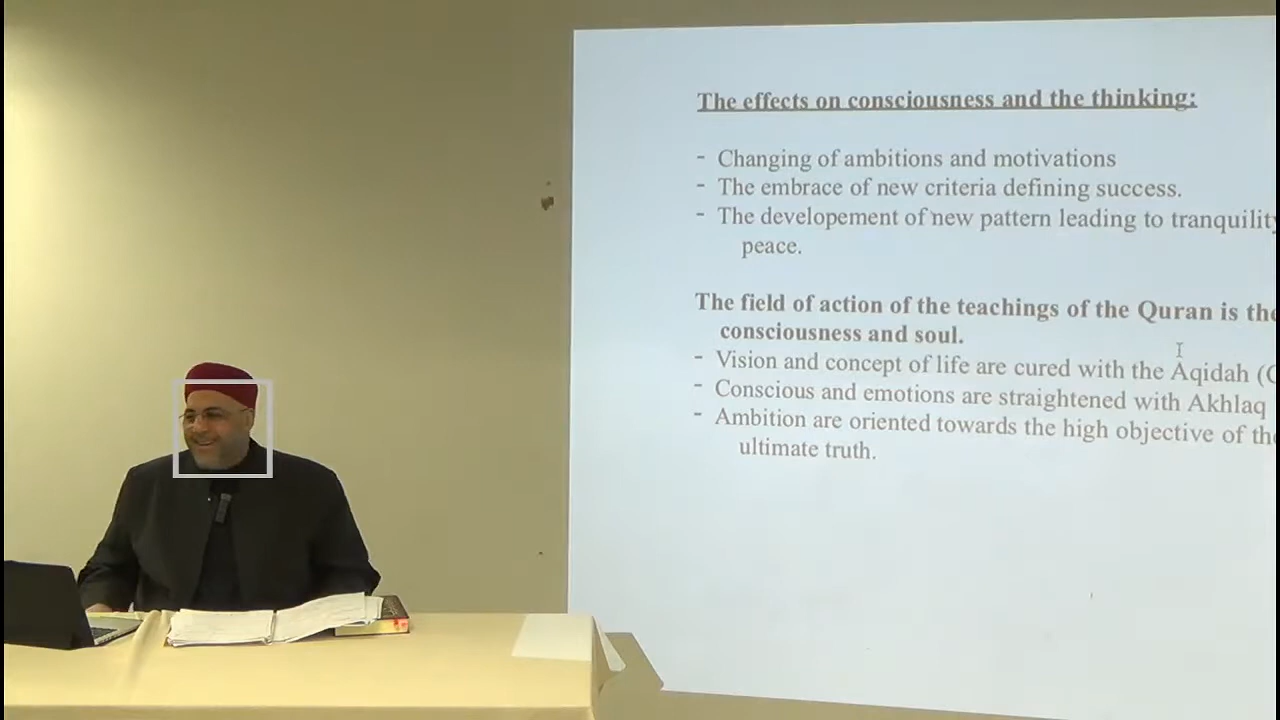 The effects on consciousness and the thinking:
- Changing of ambitions and motivations
- The embrace of new criteria defining success.
- The developement of new pattern leading to tranquility
peace.
The field of action of the teachings of the Quran is the
consciousness and soul.
- Vision and concept of life are cured with the Aqidah (
- Conscious and emotions are straightened with Akhlaq
- Ambition are oriented towards the high objective of the
ultimate truth.